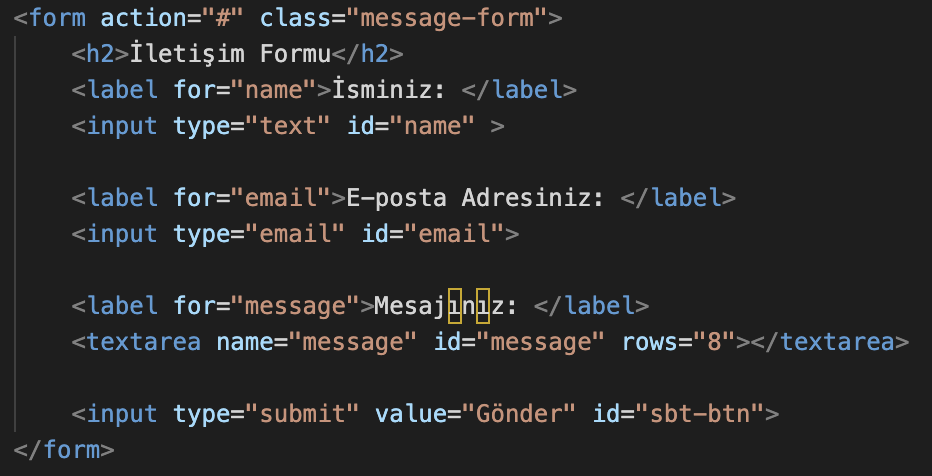 <form action="#" class="message-form">
    <h2>İletişim Formu</h2>
    <label for="name">İsminiz: </label>
    <input type="text" id="name" >

    <label for="email">E-posta Adresiniz: </label>
    <input type="email" id="email">

    <label for="message">Mesajınız: </label>
    <textarea name="message" id="message" rows="8"></textarea>

    <input type="submit" value="Gönder" id="sbt-btn">
</form>